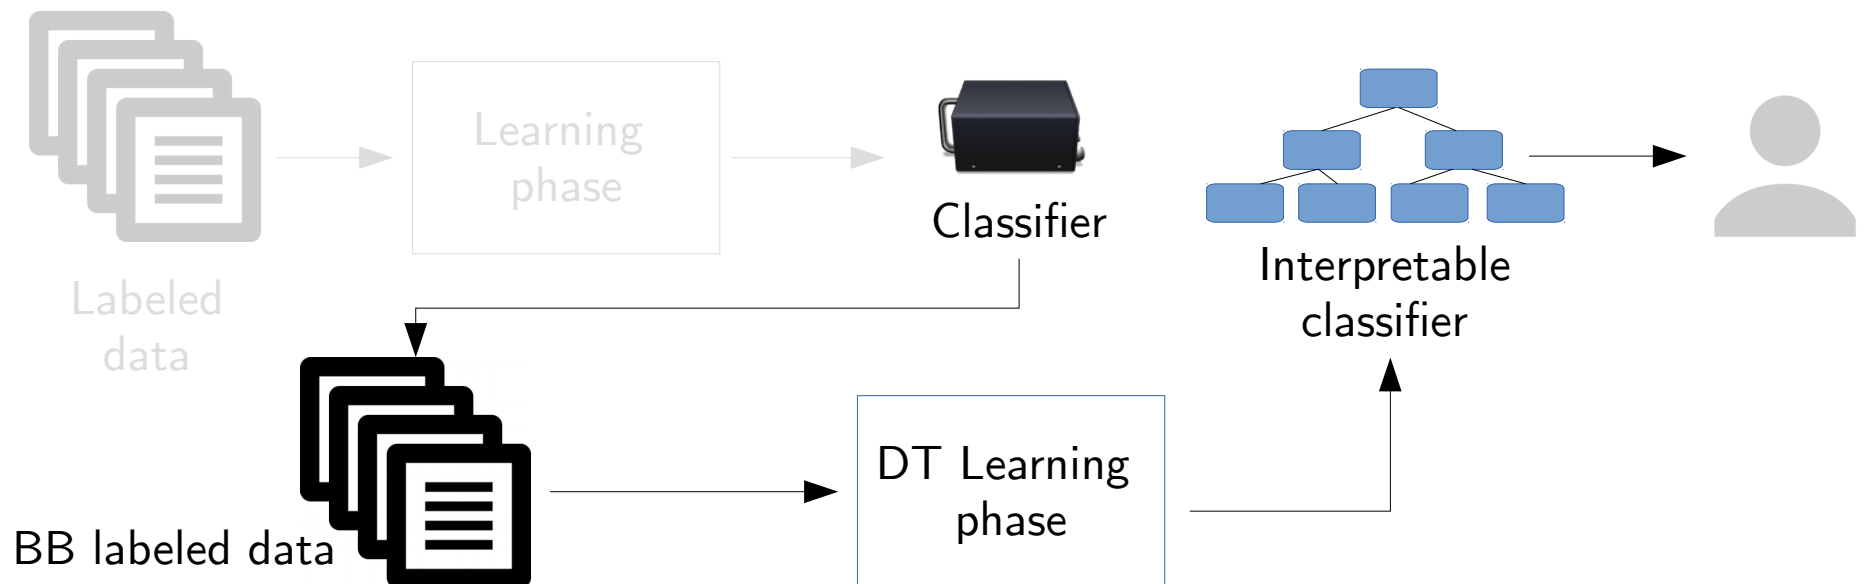 Learning
phase
Classifier
Interpretable
classifier
Labeled
data
BB labeled data
DT Learning
phase